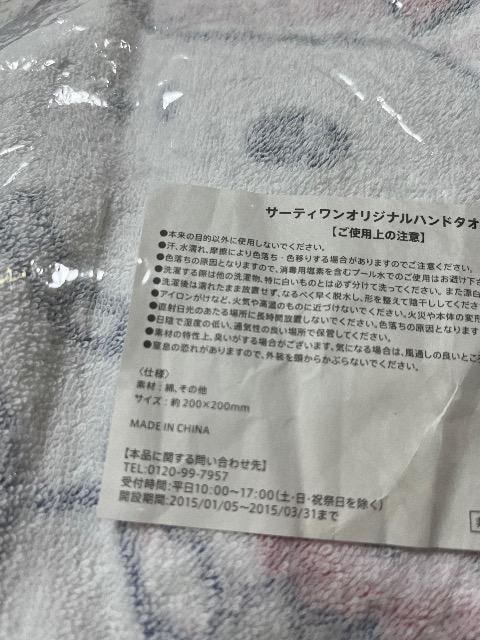 サーティワンオリジナルハンドタオ
【ご使用上の注意】
●本来の目的以外に使用しないでください。
●汗、水濡れ、摩擦により色落ち・色移りする場合がありますのでご注意ください。
●色落ちの原因となりますので、消毒用塩素を含むプール水でのご使用はお避け下さ
●洗濯する際は他の洗濯物、特に白いものとは必ず分けて洗ってください。また漂白
●洗濯後は濡れたまま放置せず、なるべく早く脱水し、形を整えて陰干ししてくださ
●アイロンがけなど、火気や高温のものに近づけないでください。火災や本体の変形
●直射日光のあたる場所に長時間放置しないでください。色落ちの原因となります
●日陰で湿度の低い、通気性の良い場所で保管してください。
●素材の特性上、臭いがする場合がございます。気になる場合は、風通しの良いところ
●窒息の恐れがありますので、外装を頭からかぶらないでください。
〈仕様〉
素材：綿、その他
サイズ：約200×200mm
MADE IN CHINA
【本品に関する問い合わせ先】
TEL:0120-99-7957
受付時間:平日10:00〜17:00(土・日・祝祭日を除く)
開設期間:2015/01/05〜2015/03/31まで